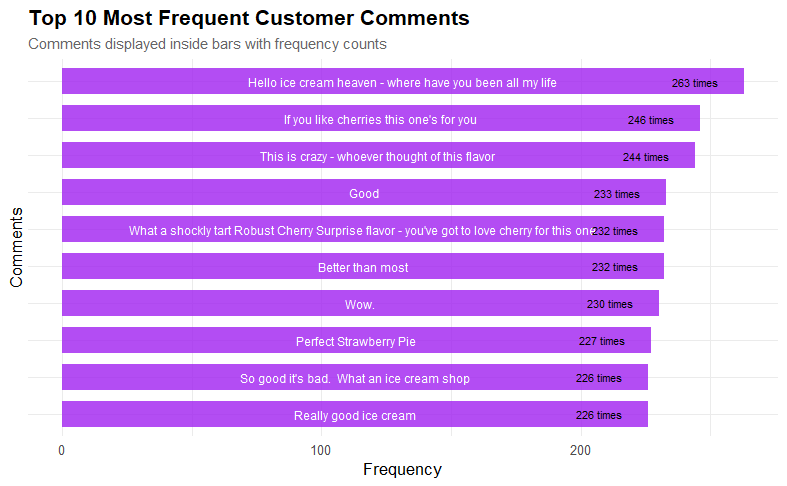 Top 10 Most Frequent Customer Comments
Comments displayed inside bars with frequency counts
Comments
Hello ice cream heaven - where have you been all my life 263 times
If you like cherries this one's for you 246 times
This is crazy - whoever thought of this flavor 244 times
Good 233 times
What a shockly tart Robust Cherry Surprise flavor - you've got to love cherry for this one 232 times
Better than most 232 times
Wow. 230 times
Perfect Strawberry Pie 227 times
So good it's bad.  What an ice cream shop 226 times
Really good ice cream 226 times
0 100 200
Frequency